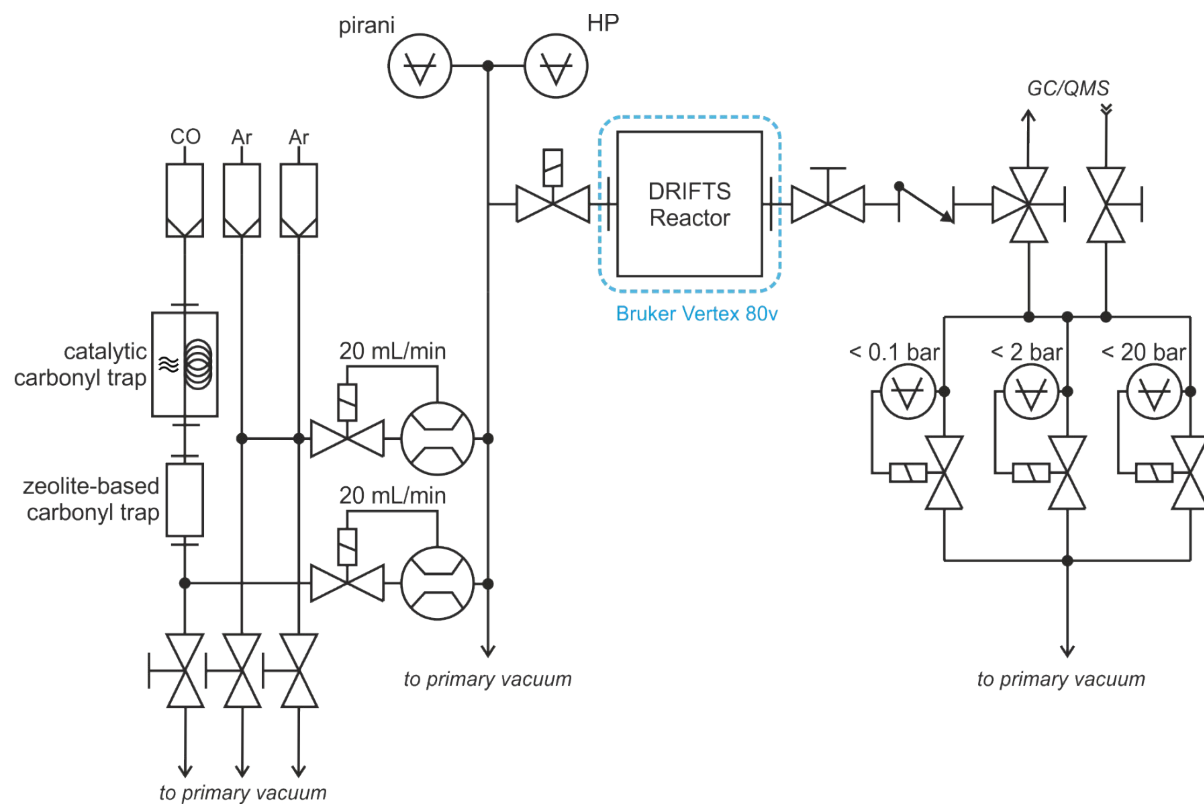 pirani
HP
GC/QMS
CO
Ar
Ar
DRIFTS
Reactor
Bruker Vertex 80v
catalytic
carbonyl trap
20 mL/min
< 0.1 bar
< 2 bar
< 20 bar
zeolite-based
carbonyl trap
20 mL/min
to primary vacuum
to primary vacuum
to primary vacuum